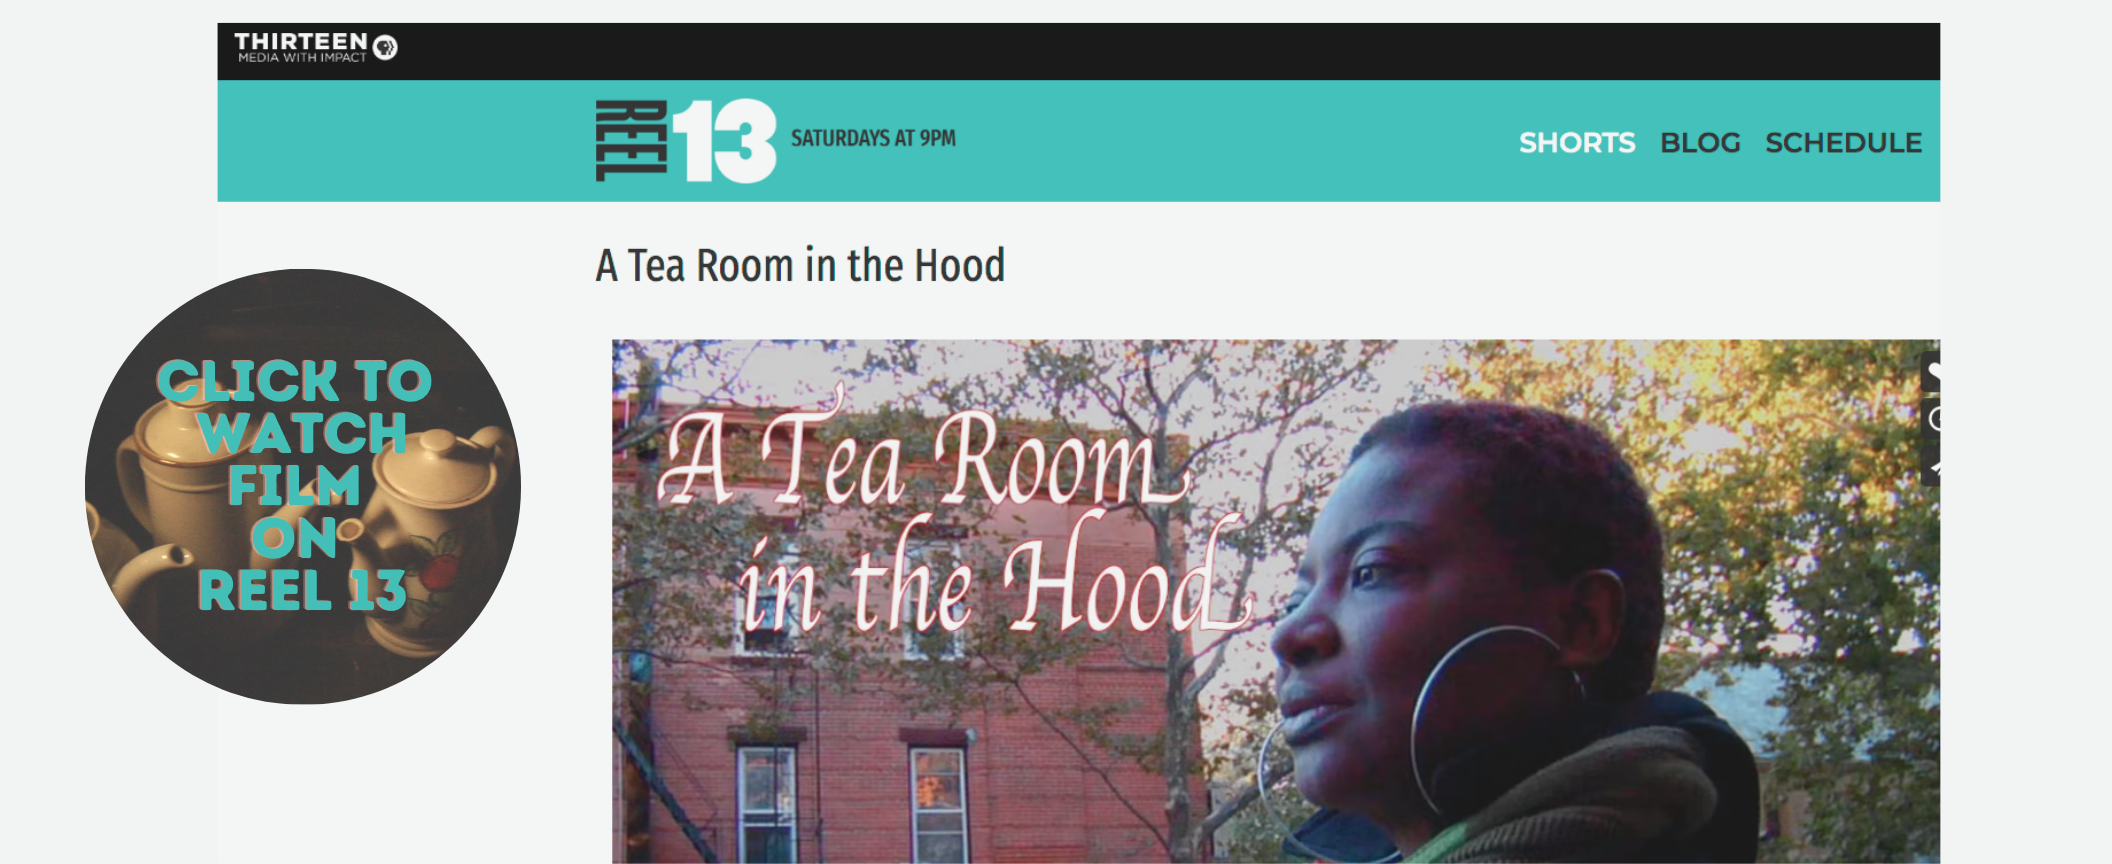 THIRTEEN
MEDIA WITH IMPACT
REEL 13 SATURDAYS AT 9PM
SHORTS BLOG SCHEDULE
A Tea Room in the Hood
CLICK TO
WATCH
FILM
ON
REEL 13
A Tea Room
in the Hood